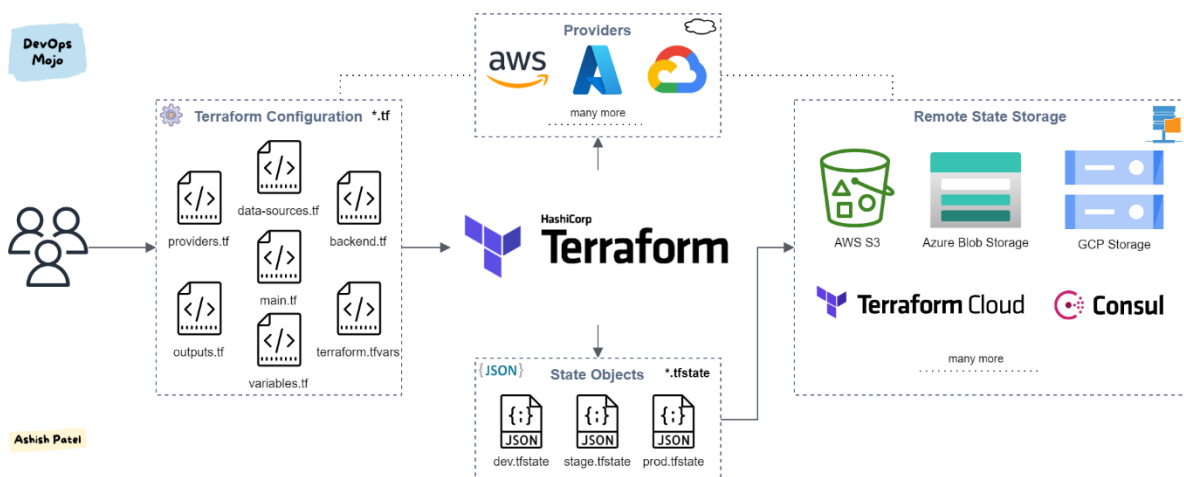 DevOps
Mojo
Providers
aws
many more
Terraform Configuration *.tf
data-sources.tf
providers.tf
backend.tf
main.tf
outputs.tf
terraform.tfvars
variables.tf
HashiCorp
Terraform
{JSON}
State Objects *.tfstate
{;}
JSON
{;}
JSON
{;}
JSON
dev.tfstate
stage.tfstate
prod.tfstate
Remote State Storage
AWS S3
Azure Blob Storage
GCP Storage
Terraform Cloud
Consul
many more
Ashish Patel